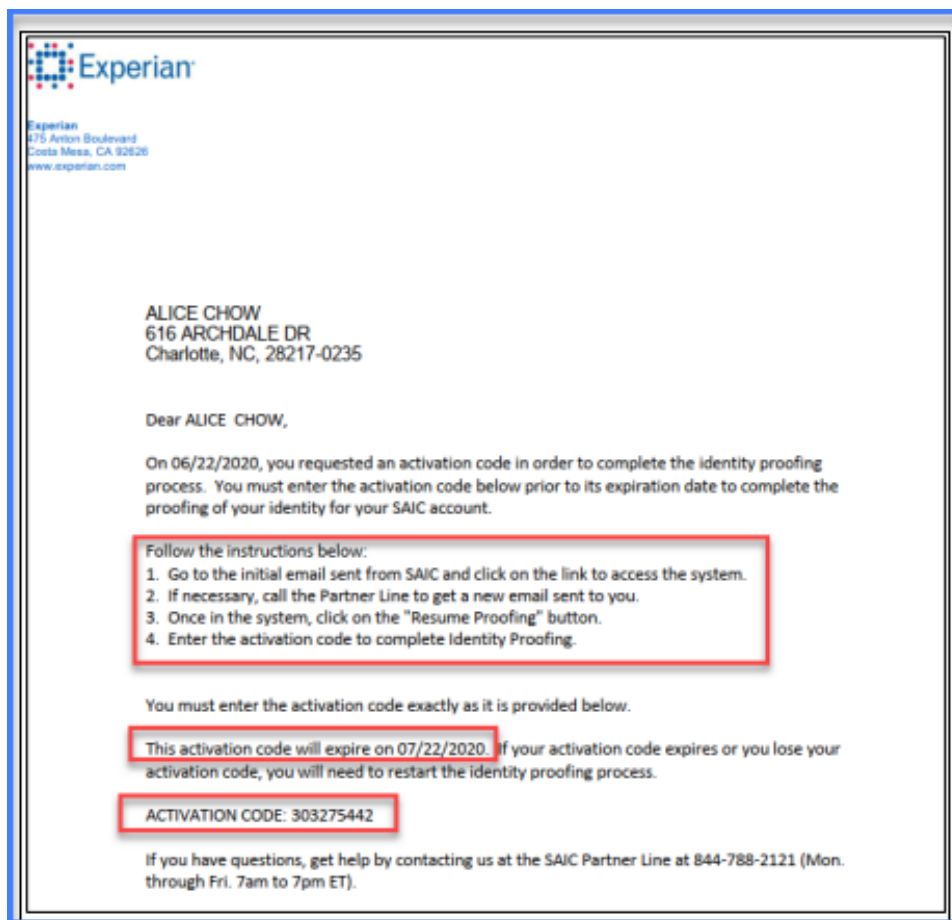 Experian
Experian
475 Anton Boulevard
Costa Mesa, CA 92626
www.experian.com
ALICE CHOW
616 ARCHDALE DR
Charlotte, NC, 28217-0235
Dear ALICE CHOW,
On 06/22/2020, you requested an activation code in order to complete the identity proofing
process. You must enter the activation code below prior to its expiration date to complete the
proofing of your identity for your SAIC account.
Follow the instructions below:
1. Go to the initial email sent from SAIC and click on the link to access the system.
2. If necessary, call the Partner Line to get a new email sent to you.
3. Once in the system, click on the "Resume Proofing" button.
4. Enter the activation code to complete Identity Proofing.
You must enter the activation code exactly as it is provided below.
This activation code will expire on 07/22/2020. If your activation code expires or you lose your
activation code, you will need to restart the identity proofing process.
ACTIVATION CODE: 303275442
If you have questions, get help by contacting us at the SAIC Partner Line at 844-788-2121 (Mon.
through Fri. 7am to 7pm ET).